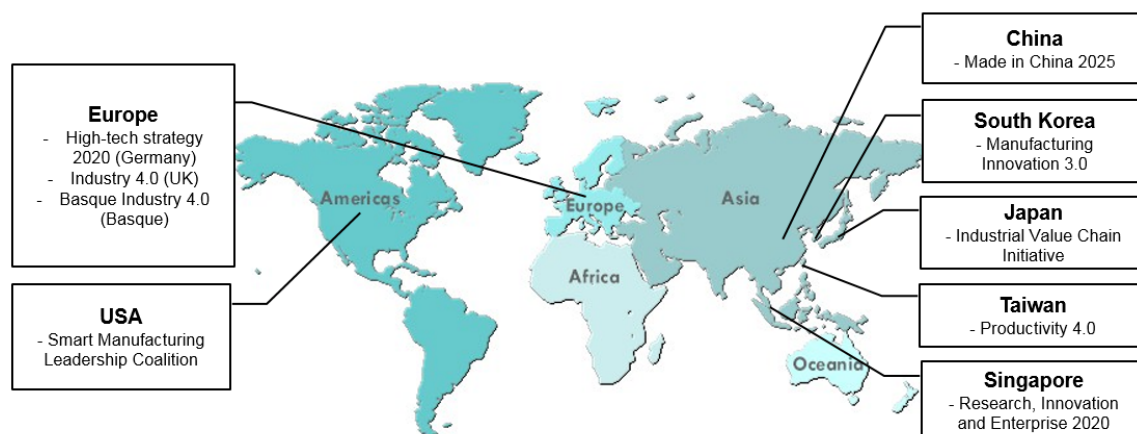 Europe
- High-tech strategy
2020 (Germany)
- Industry 4.0 (UK)
- Basque Industry 4.0
(Basque)
USA
- Smart Manufacturing
Leadership Coalition
Americas
Europe
Africa
Asia
Oceania
China
- Made in China 2025
South Korea
- Manufacturing
Innovation 3.0
Japan
- Industrial Value Chain
Initiative
Taiwan
- Productivity 4.0
Singapore
- Research, Innovation
and Enterprise 2020